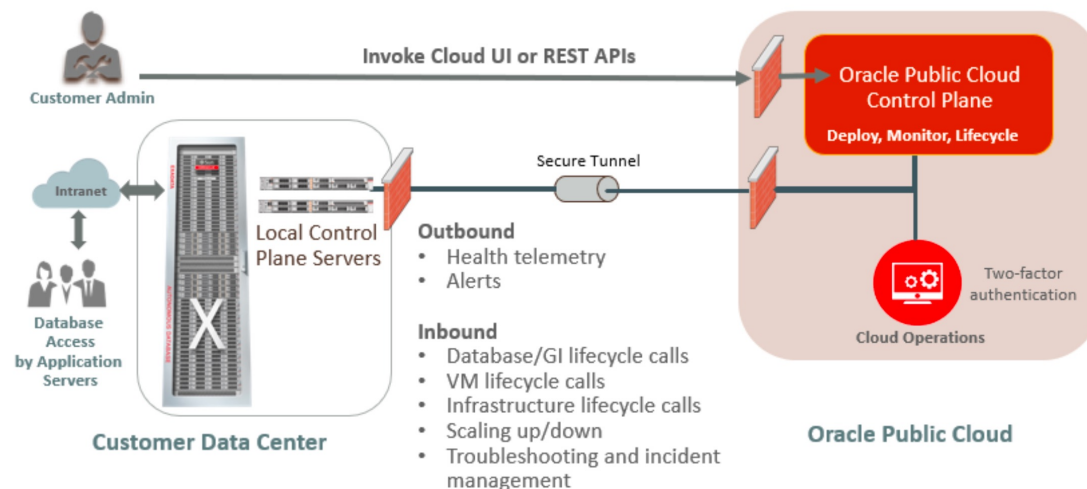 Invoke Cloud UI or REST APIs
Customer Admin
Oracle Public Cloud
Control Plane
Deploy, Monitor, Lifecycle
Intranet
Secure Tunnel
Local Control
Plane Servers
AUTONOMOUS DATABASE
X
Database
Access
by Application
Servers
Outbound
• Health telemetry
• Alerts
Inbound
• Database/GI lifecycle calls
• VM lifecycle calls
• Infrastructure lifecycle calls
• Scaling up/down
• Troubleshooting and incident
management
Two-factor
authentication
Cloud Operations
Customer Data Center
Oracle Public Cloud